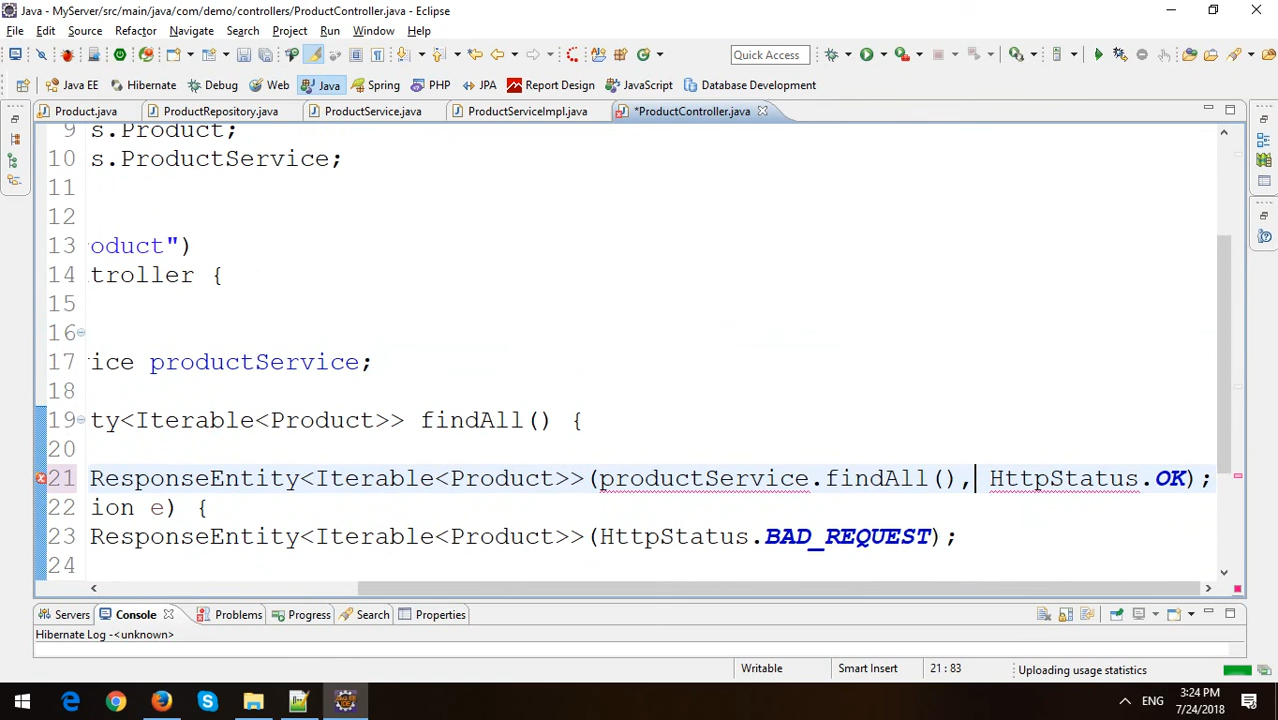 Java - MyServer/src/main/java/com/demo/controllers/ProductController.java - Eclipse
File Edit Source Refactor Navigate Search Project Run Window Help
Quick Access
Java EE Hibernate Debug Web Java Spring PHP JPA Report Design JavaScript Database Development
Product.java ProductRepository.java ProductService.java ProductServiceImpl.java *ProductController.java
9 s.Product;
10 s.ProductService;
11
12
13 oduct")
14 troller {
15
16
17 ice productService;
18
19 ty<Iterable<Product>> findAll() {
20
21 ResponseEntity<Iterable<Product>>(productService.findAll(), HttpStatus.OK);
ion e) {
23 ResponseEntity<Iterable<Product>>(HttpStatus.BAD_REQUEST);
24
Servers Console Problems Progress Search Properties
Hibernate Log -<unknown>
Writable Smart Insert 21 : 83 Uploading usage statistics
ENG 3:24 PM
7/24/2018